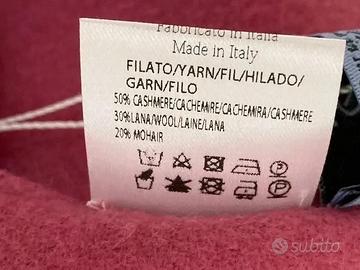 Fabbricato in Italia
Made in Italy
FILATO/YARN/FIL/HILADO/
GARN/FILO
50% CASHMERE/CACHEMIRE/CACHEMIRA/CASHMERE
30%LANA/WOOL/LAINE/LANA
20% MOHAIR
subito